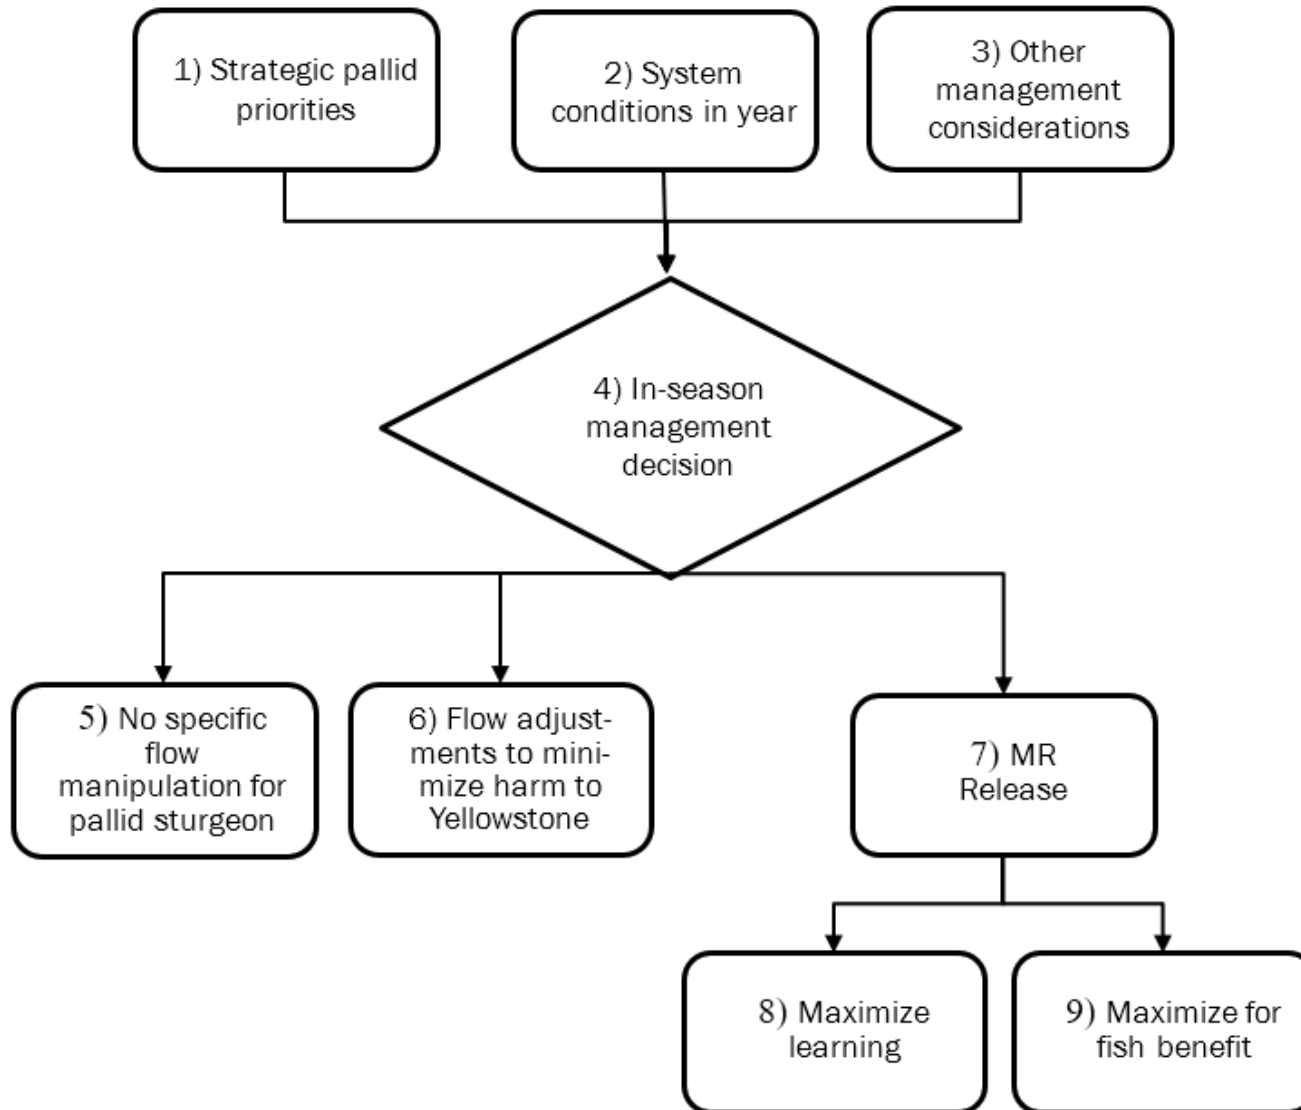 1) Strategic pallid
priorities
2) System
conditions in year
3) Other
management
considerations
4) In-season
management
decision
5) No specific
flow
manipulation for
pallid sturgeon
6) Flow adjust-
ments to mini-
mize harm to
Yellowstone
7) MR
Release
8) Maximize
learning
9) Maximize for
fish benefit